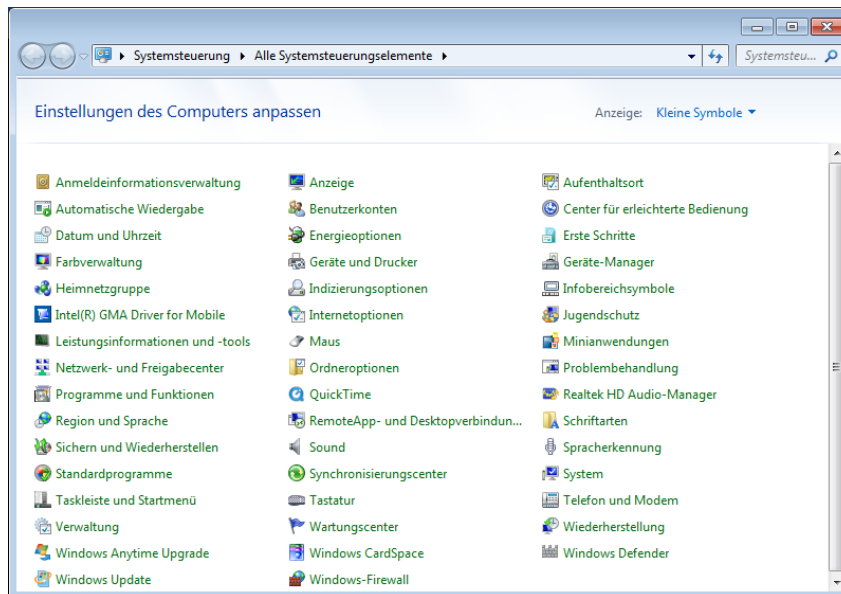 Systemsteuerung Alle Systemsteuerungselemente Systemsteu...
Einstellungen des Computers anpassen Anzeige: Kleine Symbole
Anmeldeinformationsverwaltung Anzeige Aufenthaltsort
Automatische Wiedergabe Benutzerkonten Center für erleichterte Bedienung
Datum und Uhrzeit Energieoptionen Erste Schritte
Farbverwaltung Geräte und Drucker Geräte-Manager
Heimnetzgruppe Indizierungsoptionen Infobereichsymbole
Intel(R) GMA Driver for Mobile Internetoptionen Jugendschutz
Leistungsinformationen und -tools Maus Minianwendungen
Netzwerk- und Freigabecenter Ordneroptionen Problembehandlung
Programme und Funktionen QuickTime Realtek HD Audio-Manager
Region und Sprache RemoteApp- und Desktopverbindun... Schriftarten
Sichern und Wiederherstellen Sound Spracherkennung
Standardprogramme Synchronisierungscenter System
Taskleiste und Startmenü Tastatur Telefon und Modem
Verwaltung Wartungscenter Wiederherstellung
Windows Anytime Upgrade Windows CardSpace Windows Defender
Windows Update Windows-Firewall